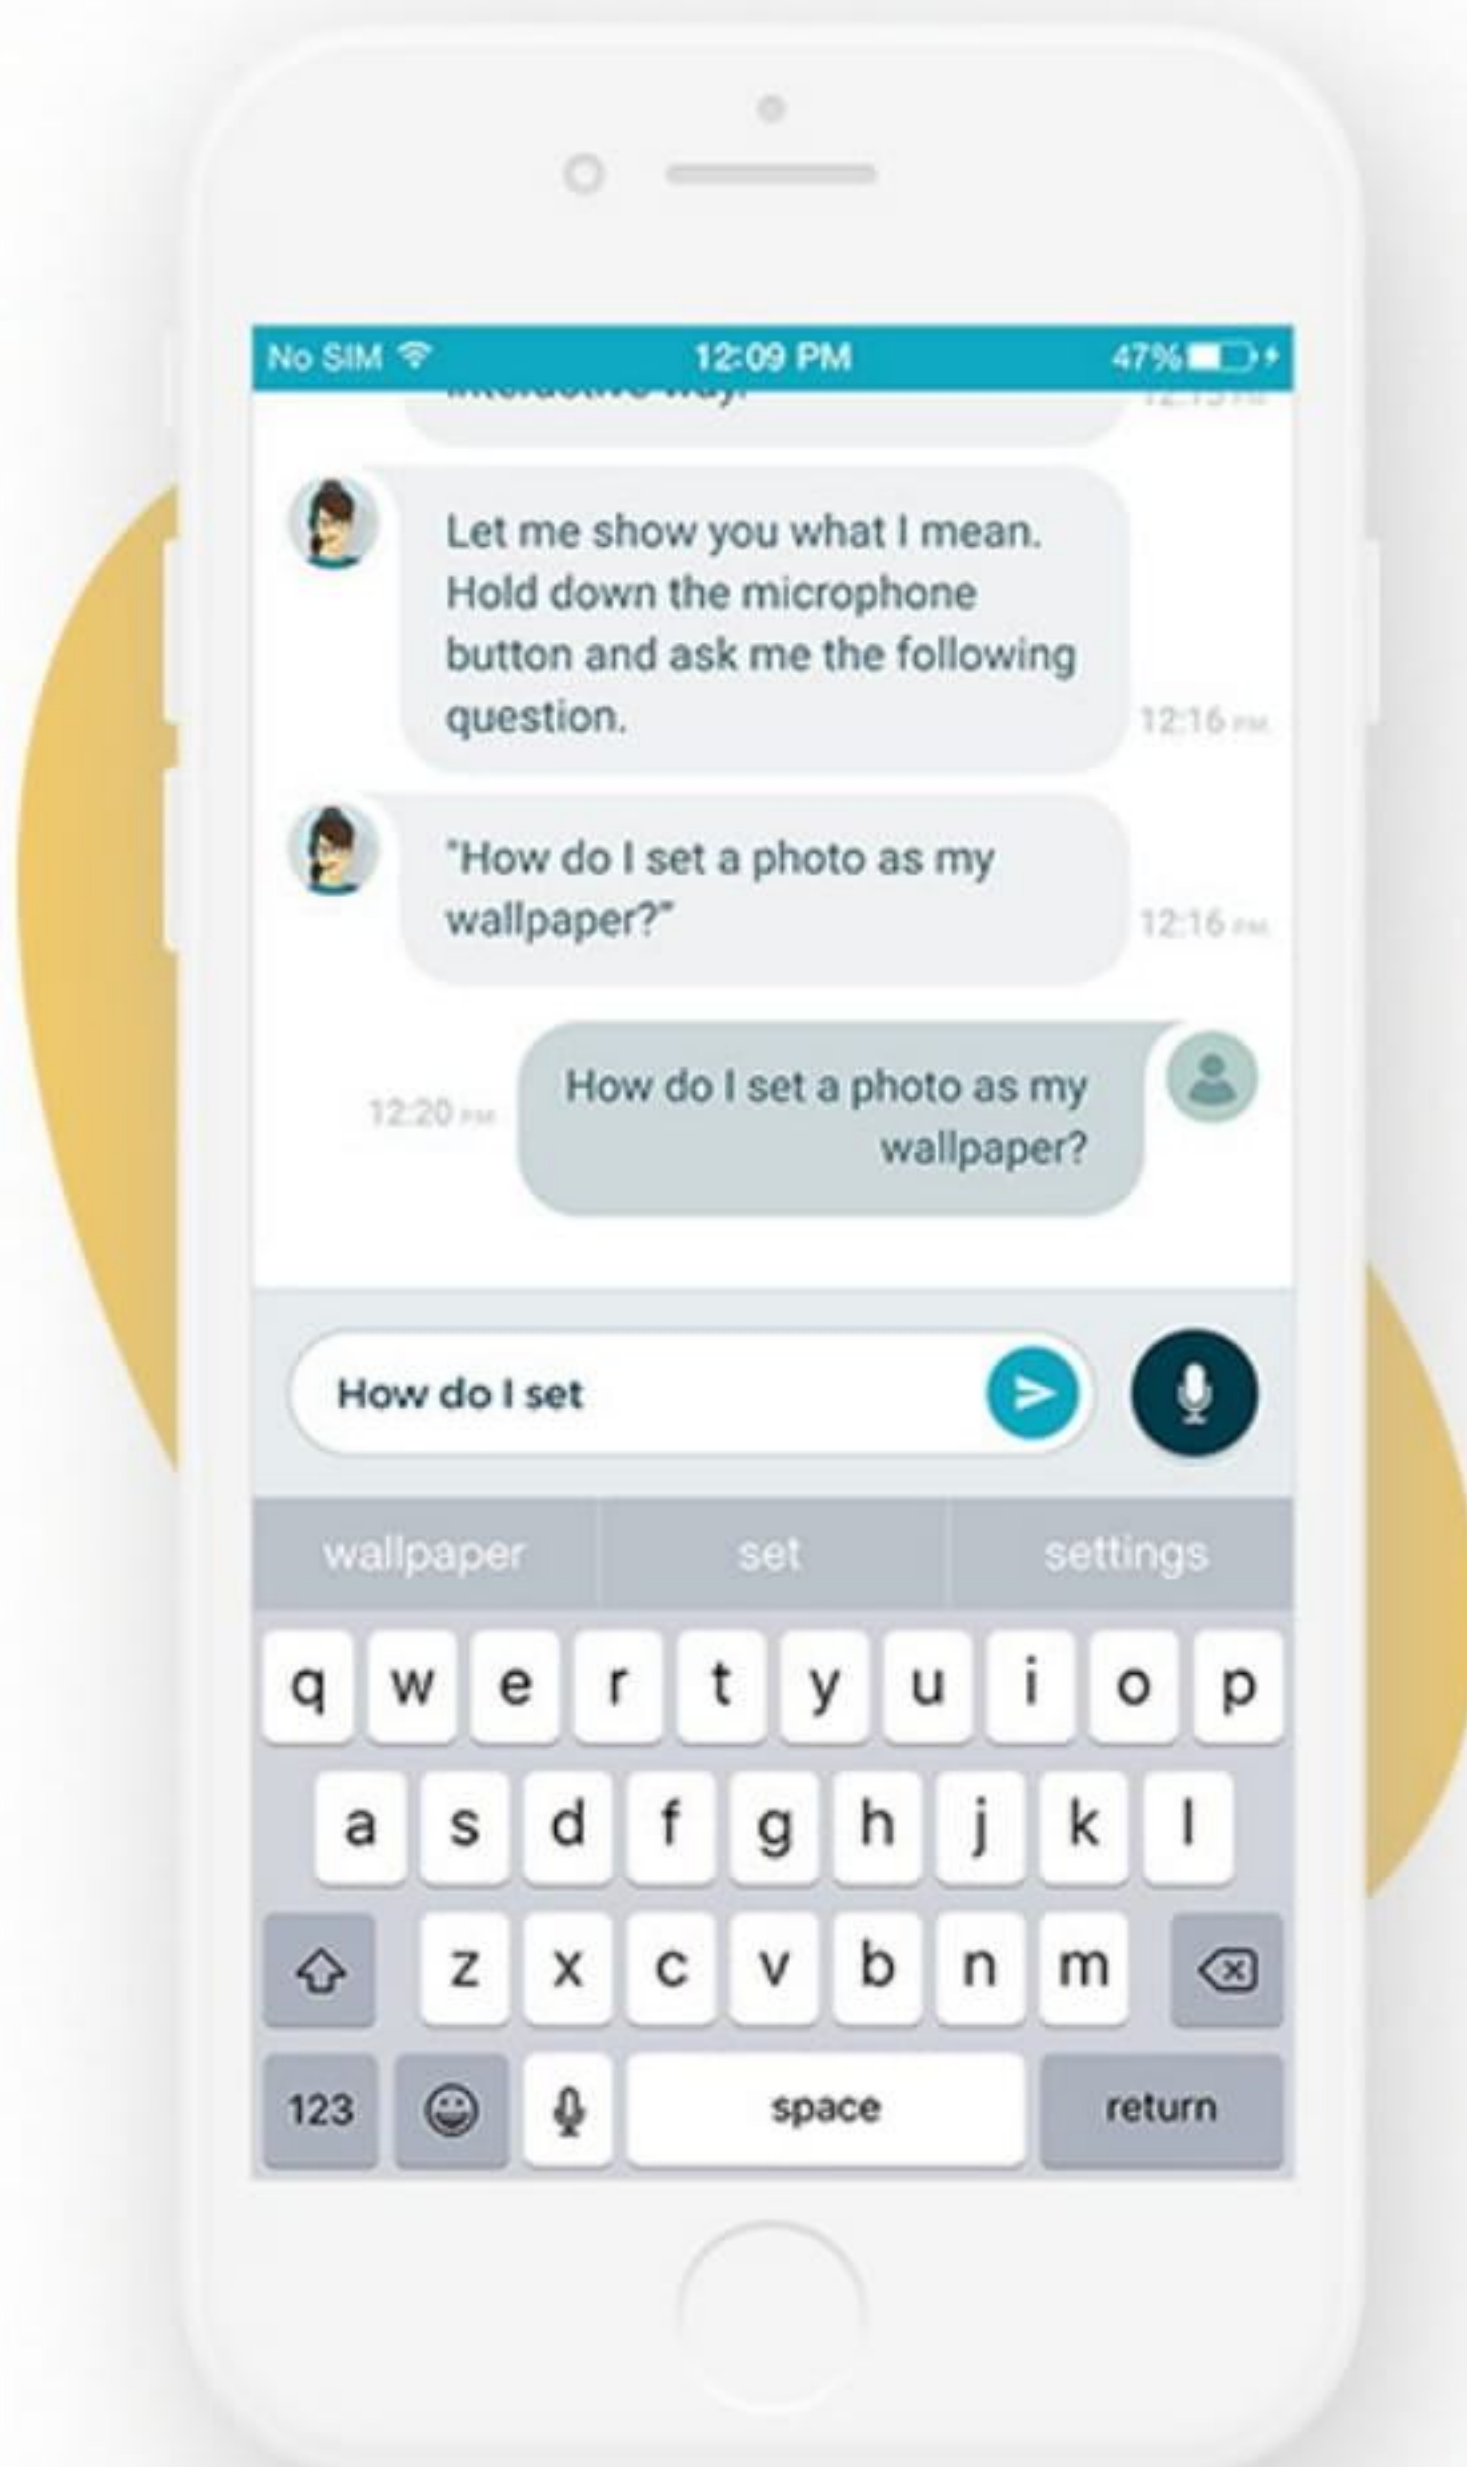 No SIM 12:09 PM 47%
Let me show you what I mean.
Hold down the microphone
button and ask me the following
question.
12:16 PM
"How do I set a photo as my
wallpaper?"
12:16 PM
How do I set a photo as my
wallpaper?
12:20 PM
How do I set
wallpaper set settings
q w e r t y u i o p
a s d f g h j k l
z x c v b n m
123 space return